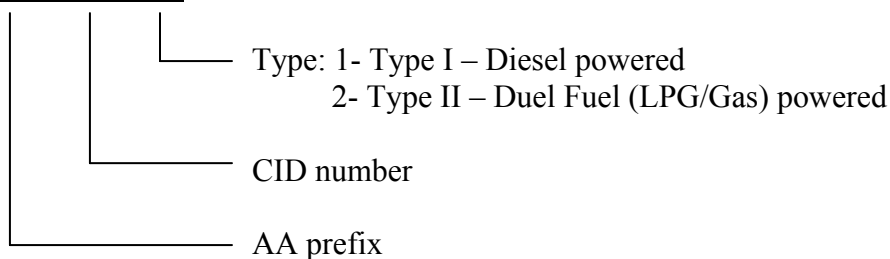 Type: 1- Type I – Diesel powered
2- Type II – Duel Fuel (LPG/Gas) powered
CID number
AA prefix